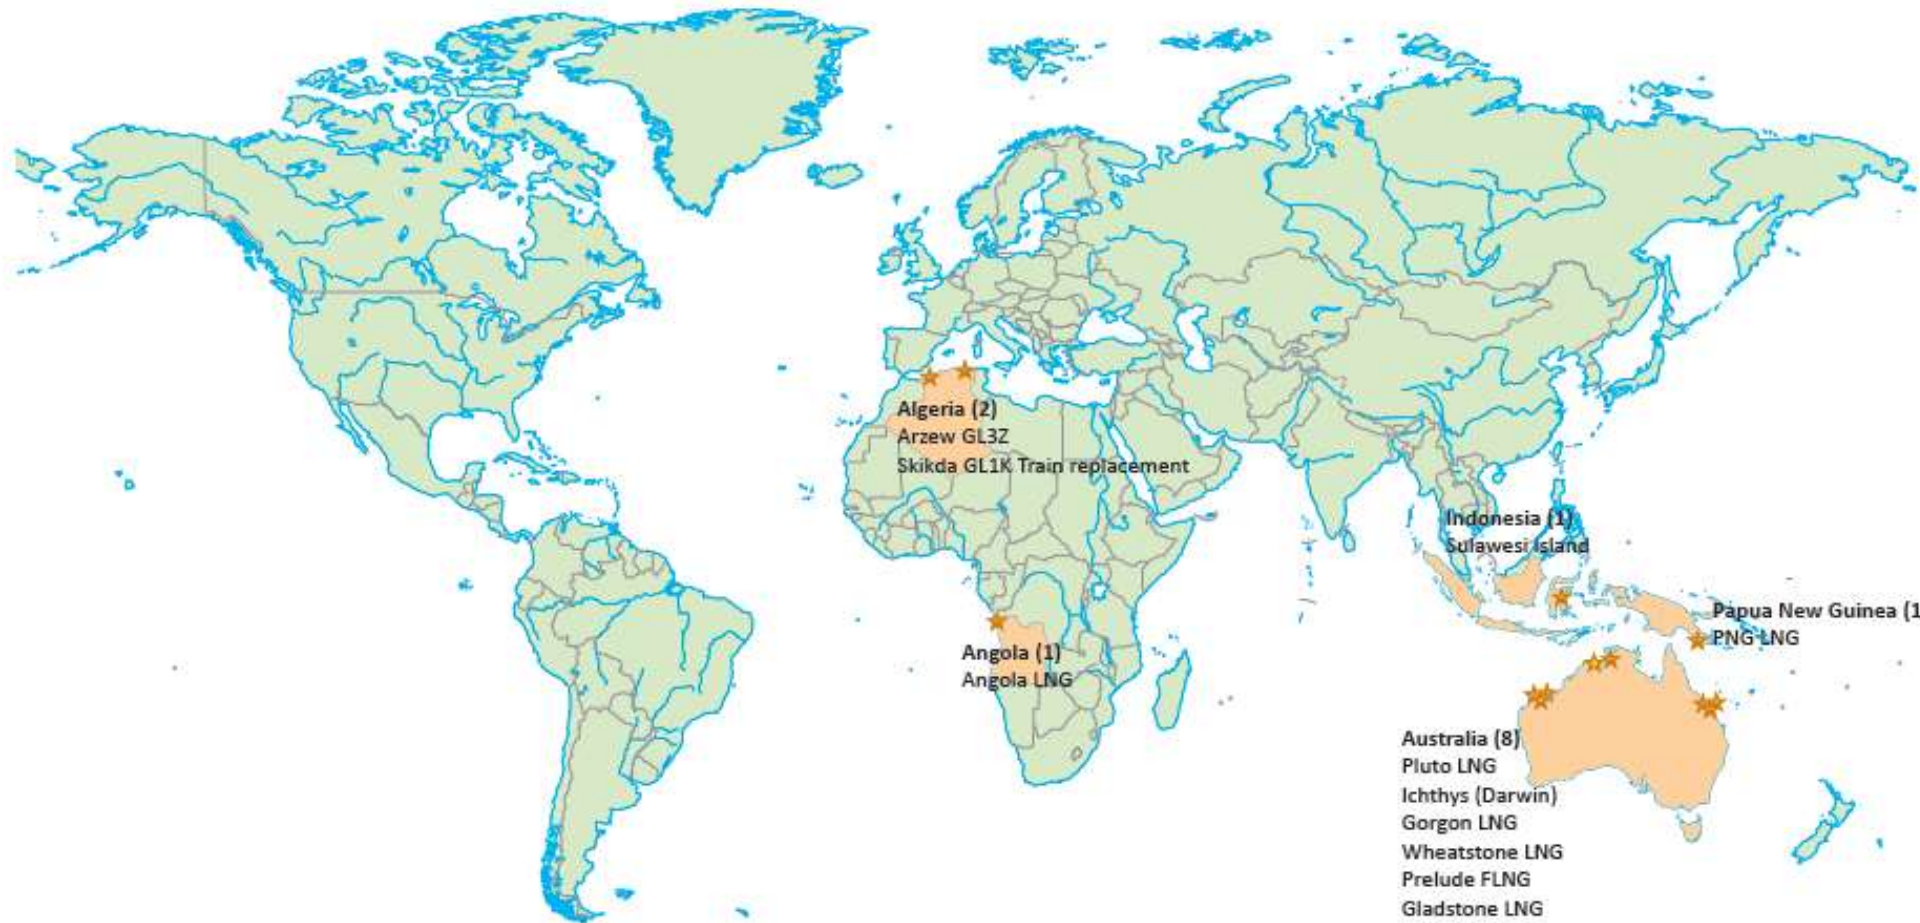 Algeria (2)
Arzew GL3Z
Skikda GL1K Train replacement
Indonesia (1)
Sulawesi Island
Papua New Guinea (1
PNG LNG
Angola (1)
Angola LNG
Australia (8)
Pluto LNG
Ichthys (Darwin)
Gorgon LNG
Wheatstone LNG
Prelude FLNG
Gladstone LNG